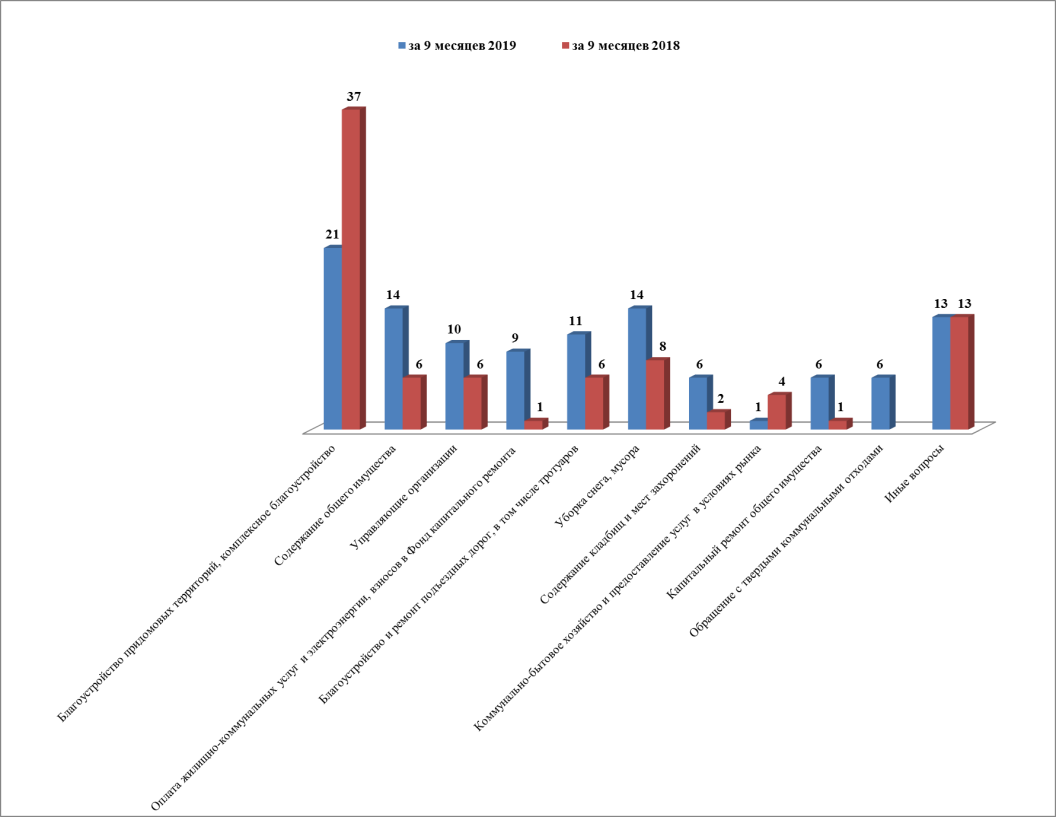 за 9 месяцев 2019
за 9 месяцев 2018
37
21
14
6
10
6
9
1
11
6
14
8
6
2
1
4
6
1
6
13
13
Благоустройство придомовых территорий, комплексное благоустройство
Содержание общего имущества
Управляющие организации
Оплата жилищно-коммунальных услуг и электроэнергии, взносов в Фонд капитального ремонта
Благоустройство и ремонт подъездных дорог, в том числе тротуаров
Уборка снега, мусора
Содержание кладбищ и мест захоронений
Коммунально-бытовое хозяйство и предоставление услуг в условиях рынка
Капитальный ремонт общего имущества
Обращение с твердыми коммунальными отходами
Иные вопросы